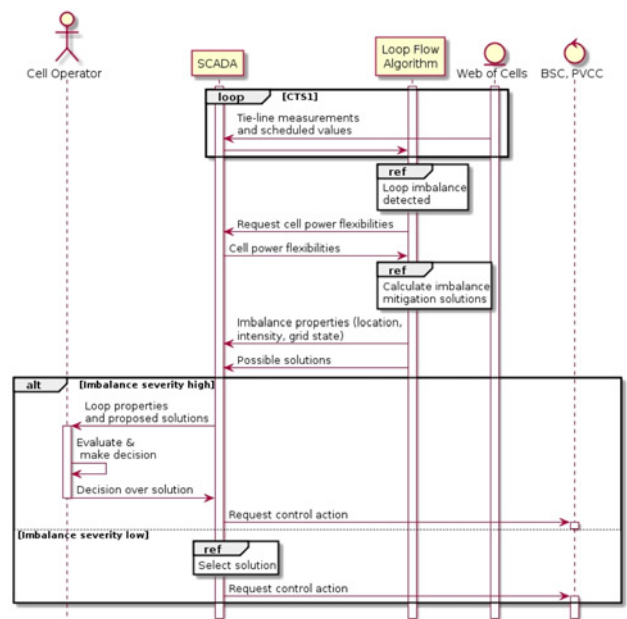 Cell Operator
SCADA
Loop Flow
Algorithm
Web of Cells
BSC, PVCC
loop [CTS1]
Tie-line measurements
and scheduled values
ref
Loop imbalance
detected
Request cell power flexibilities
Cell power flexibilities
ref
Calculate imbalance
mitigation solutions
Imbalance properties (location,
intensity, grid state)
Possible solutions
alt [Imbalance severity high]
Loop properties
and proposed solutions
Evaluate &
make decision
Decision over solution
Request control action
[Imbalance severity low]
ref
Select solution
Request control action